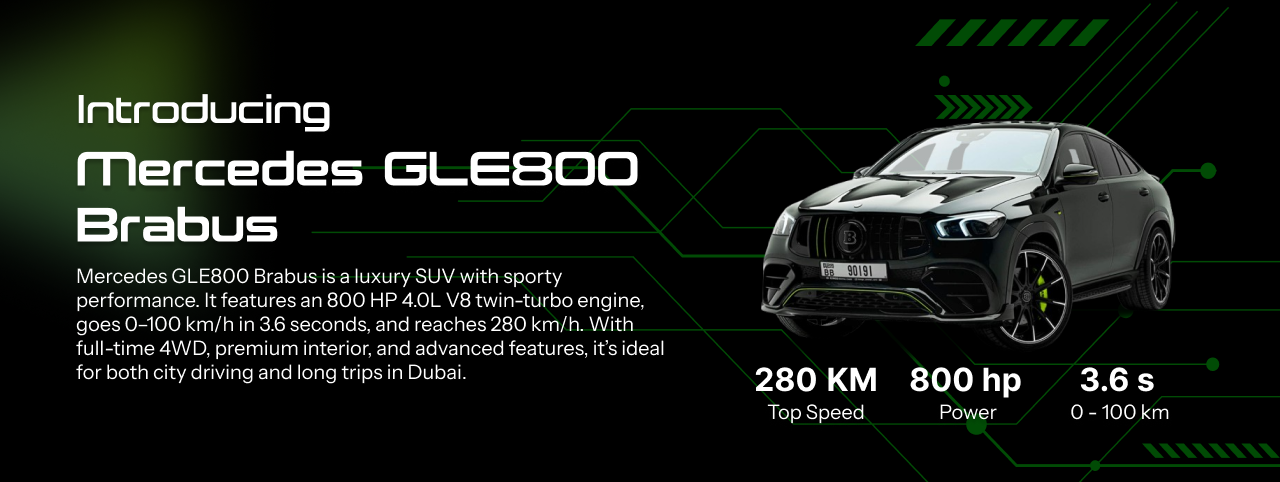 Introducing
Mercedes GLE800
Brabus
Mercedes GLE800 Brabus is a luxury SUV with sporty
performance. It features an 800 HP 4.0L V8 twin-turbo engine,
goes 0–100 km/h in 3.6 seconds, and reaches 280 km/h. With
full-time 4WD, premium interior, and advanced features, it’s ideal
for both city driving and long trips in Dubai.
B
BB 90191
280 KM 800 hp 3.6 s
Top Speed Power 0 - 100 km